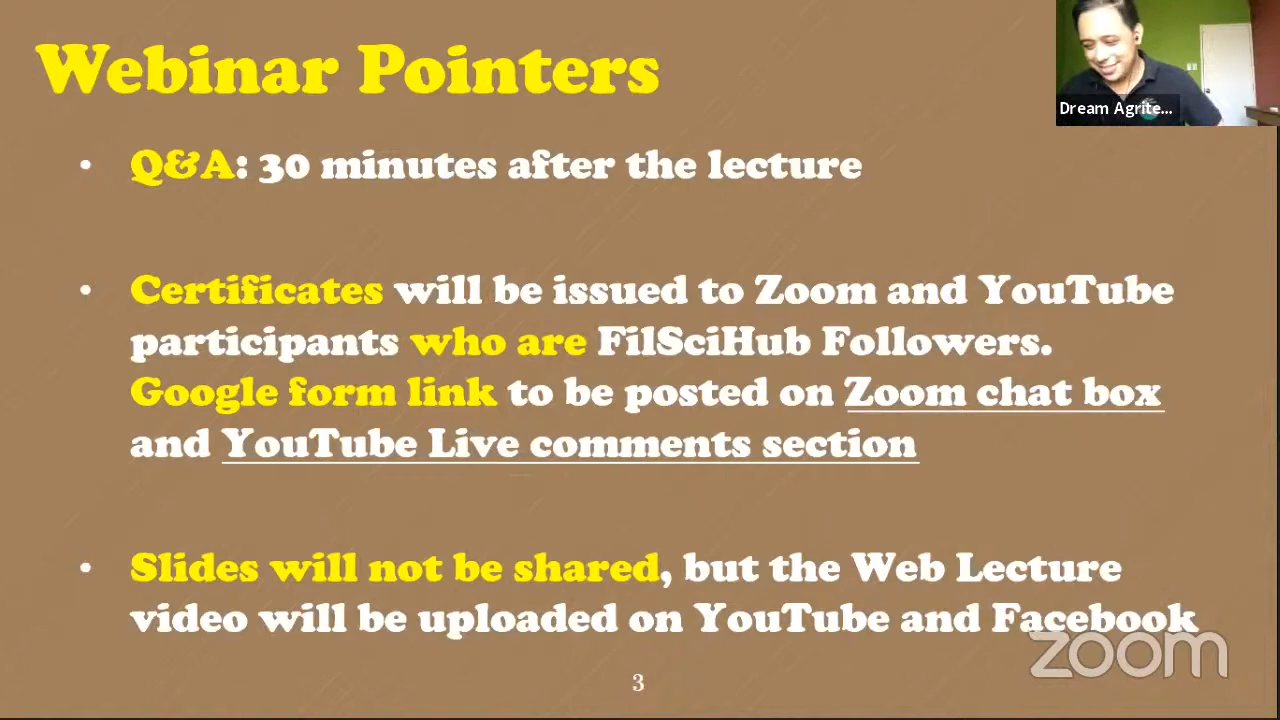 Webinar Pointers
Dream Agrite...
• Q&A: 30 minutes after the lecture
• Certificates will be issued to Zoom and YouTube
participants who are FilSciHub Followers.
Google form link to be posted on Zoom chat box
and YouTube Live comments section
• Slides will not be shared, but the Web Lecture
video will be uploaded on YouTube and Facebook
zoom
3